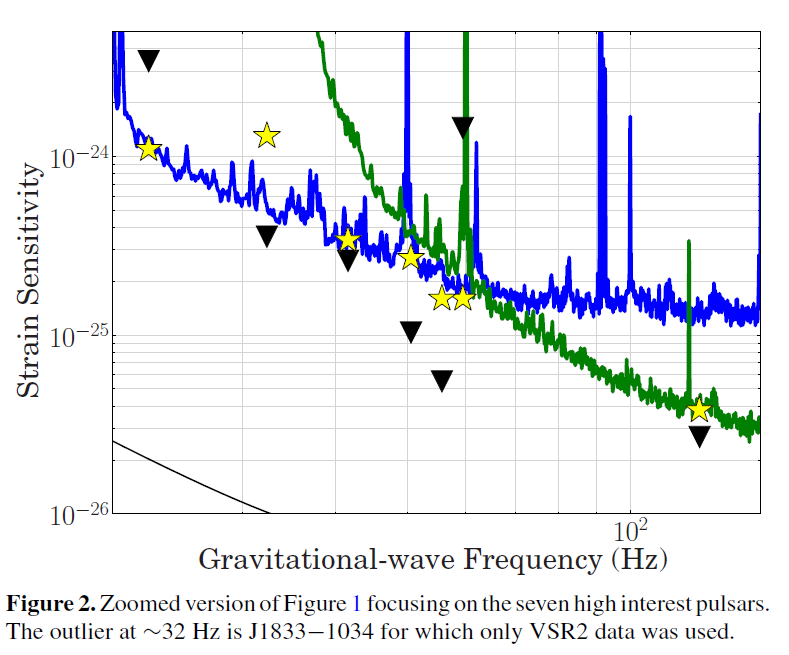 10−24
10−25
10−26
Strain Sensitivity
102
Gravitational-wave Frequency (Hz)
Figure 2. Zoomed version of Figure 1 focusing on the seven high interest pulsars.
The outlier at ∼32 Hz is J1833−1034 for which only VSR2 data was used.